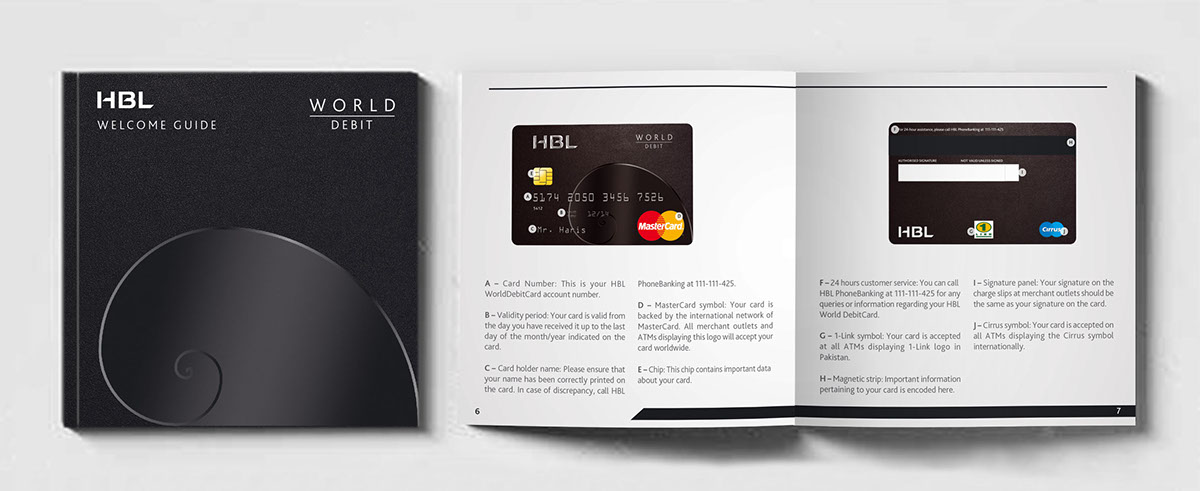 HBL
WELCOME GUIDE
WORLD
DEBIT
HBL
WORLD
DEBIT
E
A 5174 2050 3456 7526
B 12/14
C Mr. Haris
D
MasterCard
A – Card Number: This is your HBL
WorldDebitCard account number.
B – Validity period: Your card is valid from
the day you have received it up to the last
day of the month/year indicated on the
card.
C – Card holder name: Please ensure that
your name has been correctly printed on
the card. In case of discrepancy, call HBL
PhoneBanking at 111-111-425.
D – MasterCard symbol: Your card is
backed by the international network of
MasterCard. All merchant outlets and
ATMs displaying this logo will accept your
card worldwide.
E – Chip: This chip contains important data
about your card.
6
F For 24 hour assistance, please call HBL PhoneBanking at 111-111-425
H
AUTHORISED SIGNATURE NOT VALID UNLESS SIGNED
I
HBL
G 1
LINK
Cirrus J
F – 24 hours customer service: You can call
HBL PhoneBanking at 111-111-425 for any
queries or information regarding your HBL
World DebitCard.
G – 1-Link symbol: Your card is accepted
at all ATMs displaying 1-Link logo in
Pakistan.
H – Magnetic strip: Important information
pertaining to your card is encoded here.
I – Signature panel: Your signature on the
charge slips at merchant outlets should be
the same as your signature on the card.
J – Cirrus symbol: Your card is accepted on
all ATMs displaying the Cirrus symbol
internationally.
7